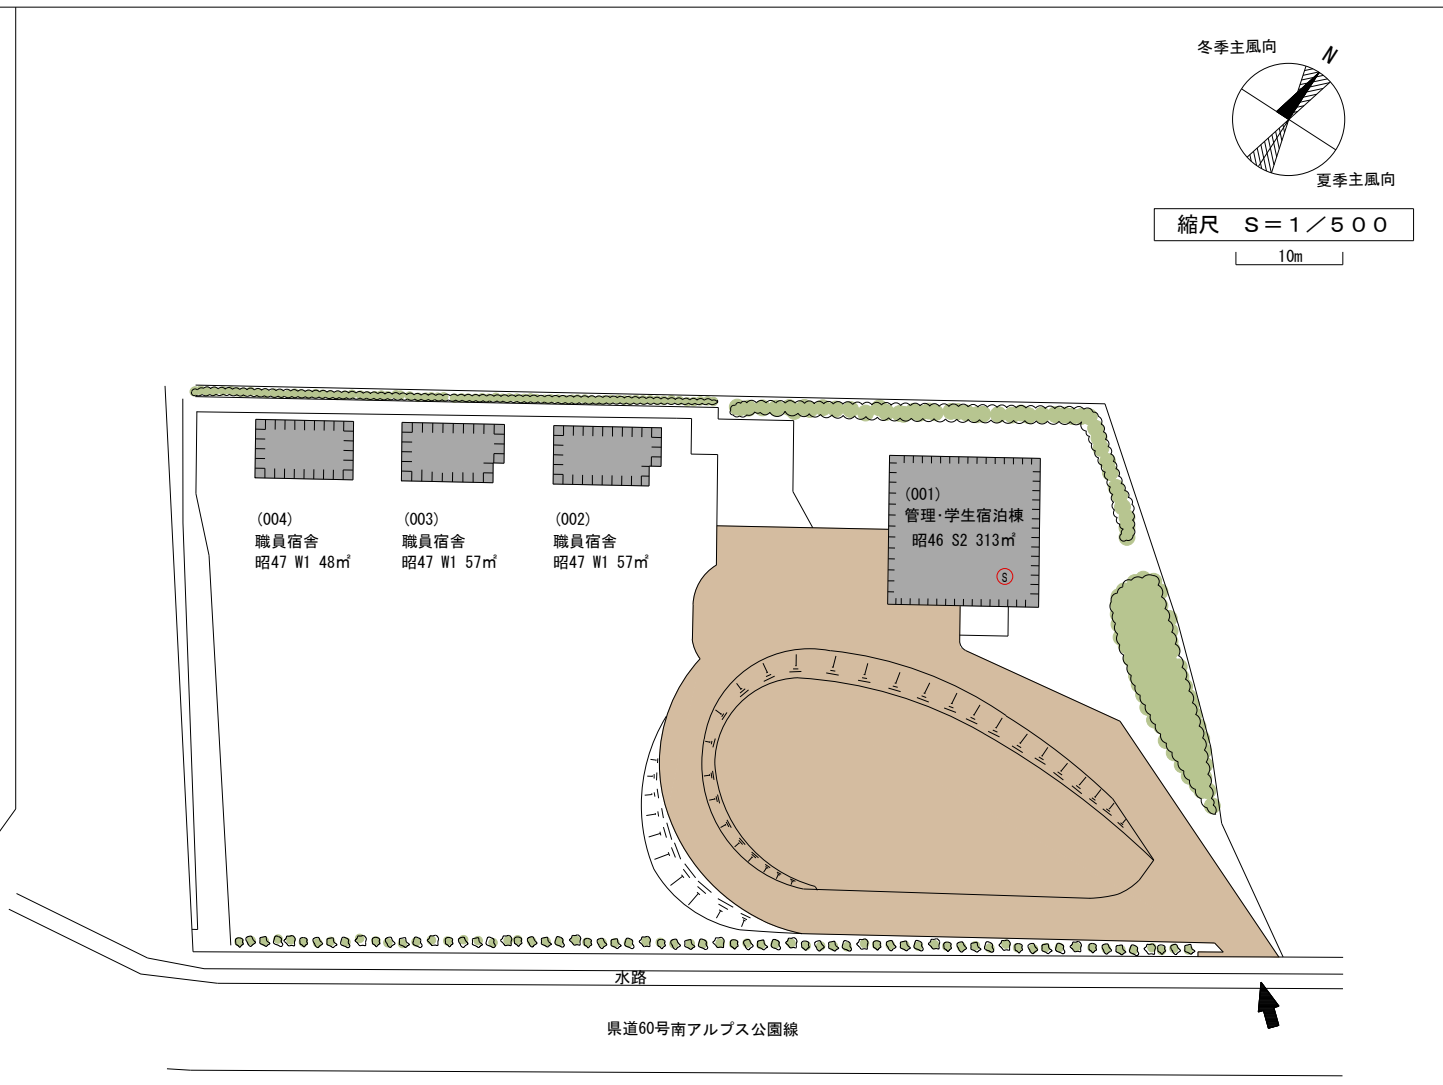 冬季主風向
N
夏季主風向
縮尺 S=1/500
10m
(001)
管理・学生宿泊棟
昭46 S2 313㎡
S
(004)
職員宿舎
昭47 W1 48㎡
(003)
職員宿舎
昭47 W1 57㎡
(002)
職員宿舎
昭47 W1 57㎡
水路
県道60号南アルプス公園線